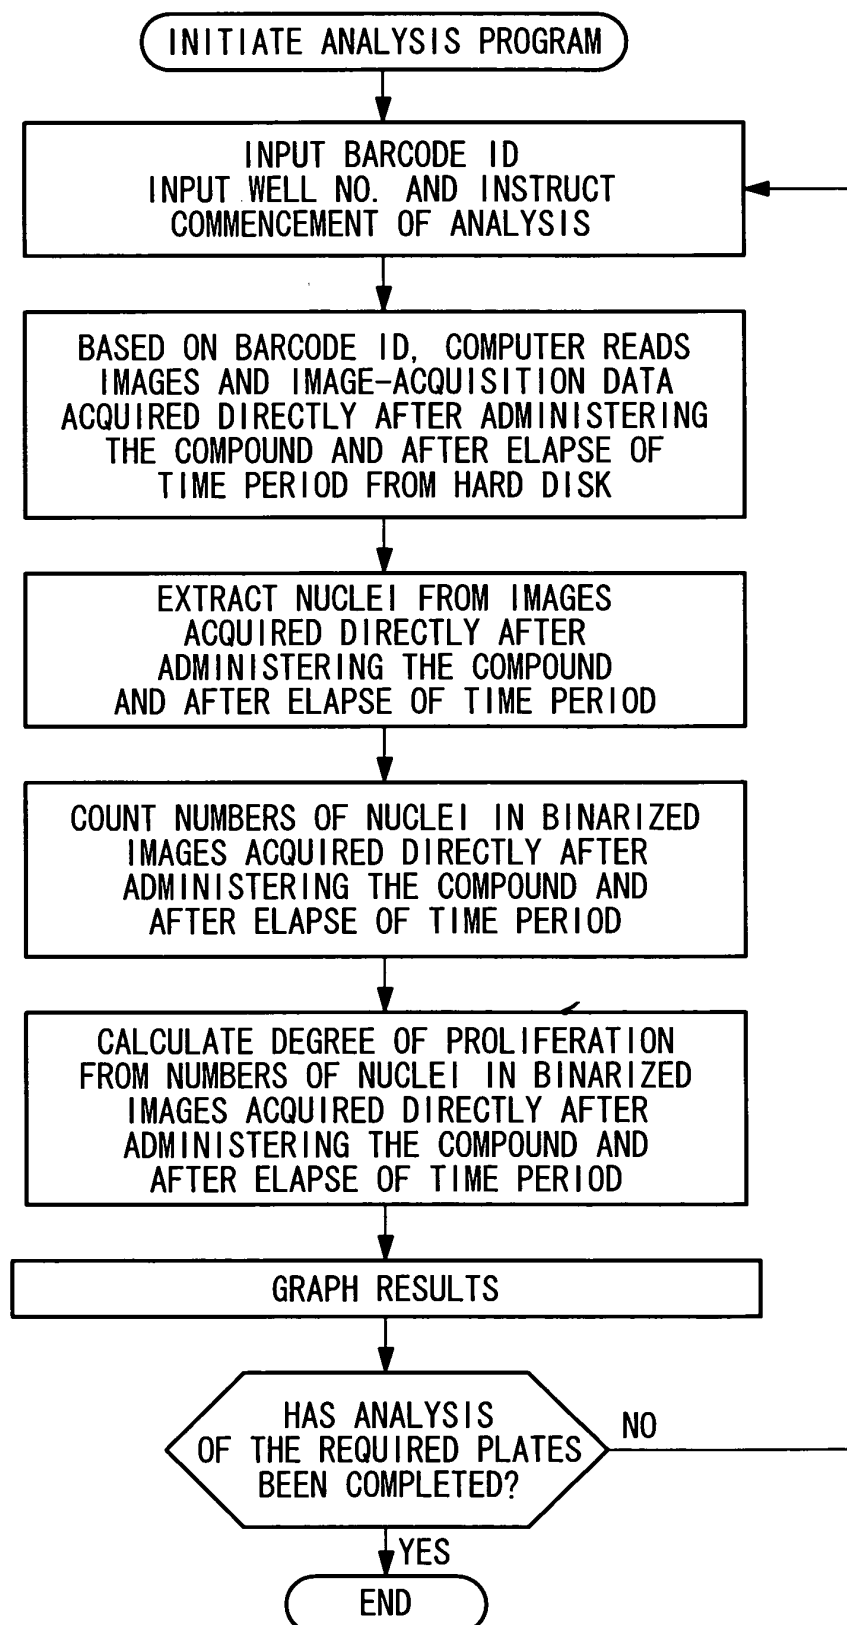 INITIATE ANALYSIS PROGRAM
INPUT BARCODE ID
INPUT WELL NO. AND INSTRUCT
COMMENCEMENT OF ANALYSIS
BASED ON BARCODE ID, COMPUTER READS
IMAGES AND IMAGE-ACQUISITION DATA
ACQUIRED DIRECTLY AFTER ADMINISTERING
THE COMPOUND AND AFTER ELAPSE OF
TIME PERIOD FROM HARD DISK
EXTRACT NUCLEI FROM IMAGES
ACQUIRED DIRECTLY AFTER
ADMINISTERING THE COMPOUND
AND AFTER ELAPSE OF TIME PERIOD
COUNT NUMBERS OF NUCLEI IN BINARIZED
IMAGES ACQUIRED DIRECTLY AFTER
ADMINISTERING THE COMPOUND AND
AFTER ELAPSE OF TIME PERIOD
CALCULATE DEGREE OF PROLIFERATION
FROM NUMBERS OF NUCLEI IN BINARIZED
IMAGES ACQUIRED DIRECTLY AFTER
ADMINISTERING THE COMPOUND AND
AFTER ELAPSE OF TIME PERIOD
GRAPH RESULTS
HAS ANALYSIS
OF THE REQUIRED PLATES
BEEN COMPLETED?
NO
YES
END